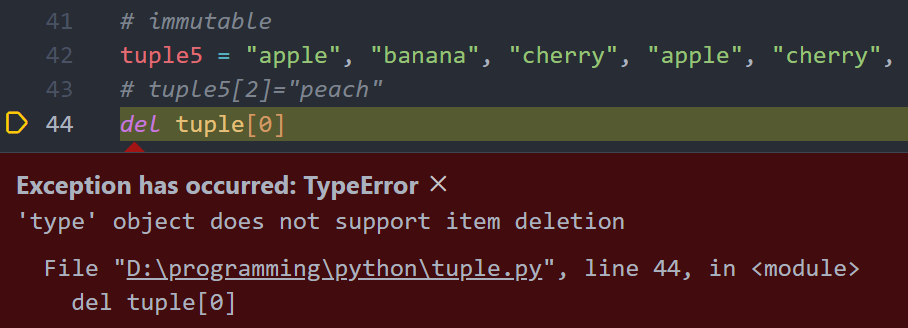 41 # immutable
42 tuple5 = "apple", "banana", "cherry", "apple", "cherry",
43 # tuple5[2]="peach"
44 del tuple[0]
Exception has occurred: TypeError ×
'type' object does not support item deletion
File "D:\programming\python\tuple.py", line 44, in <module>
del tuple[0]